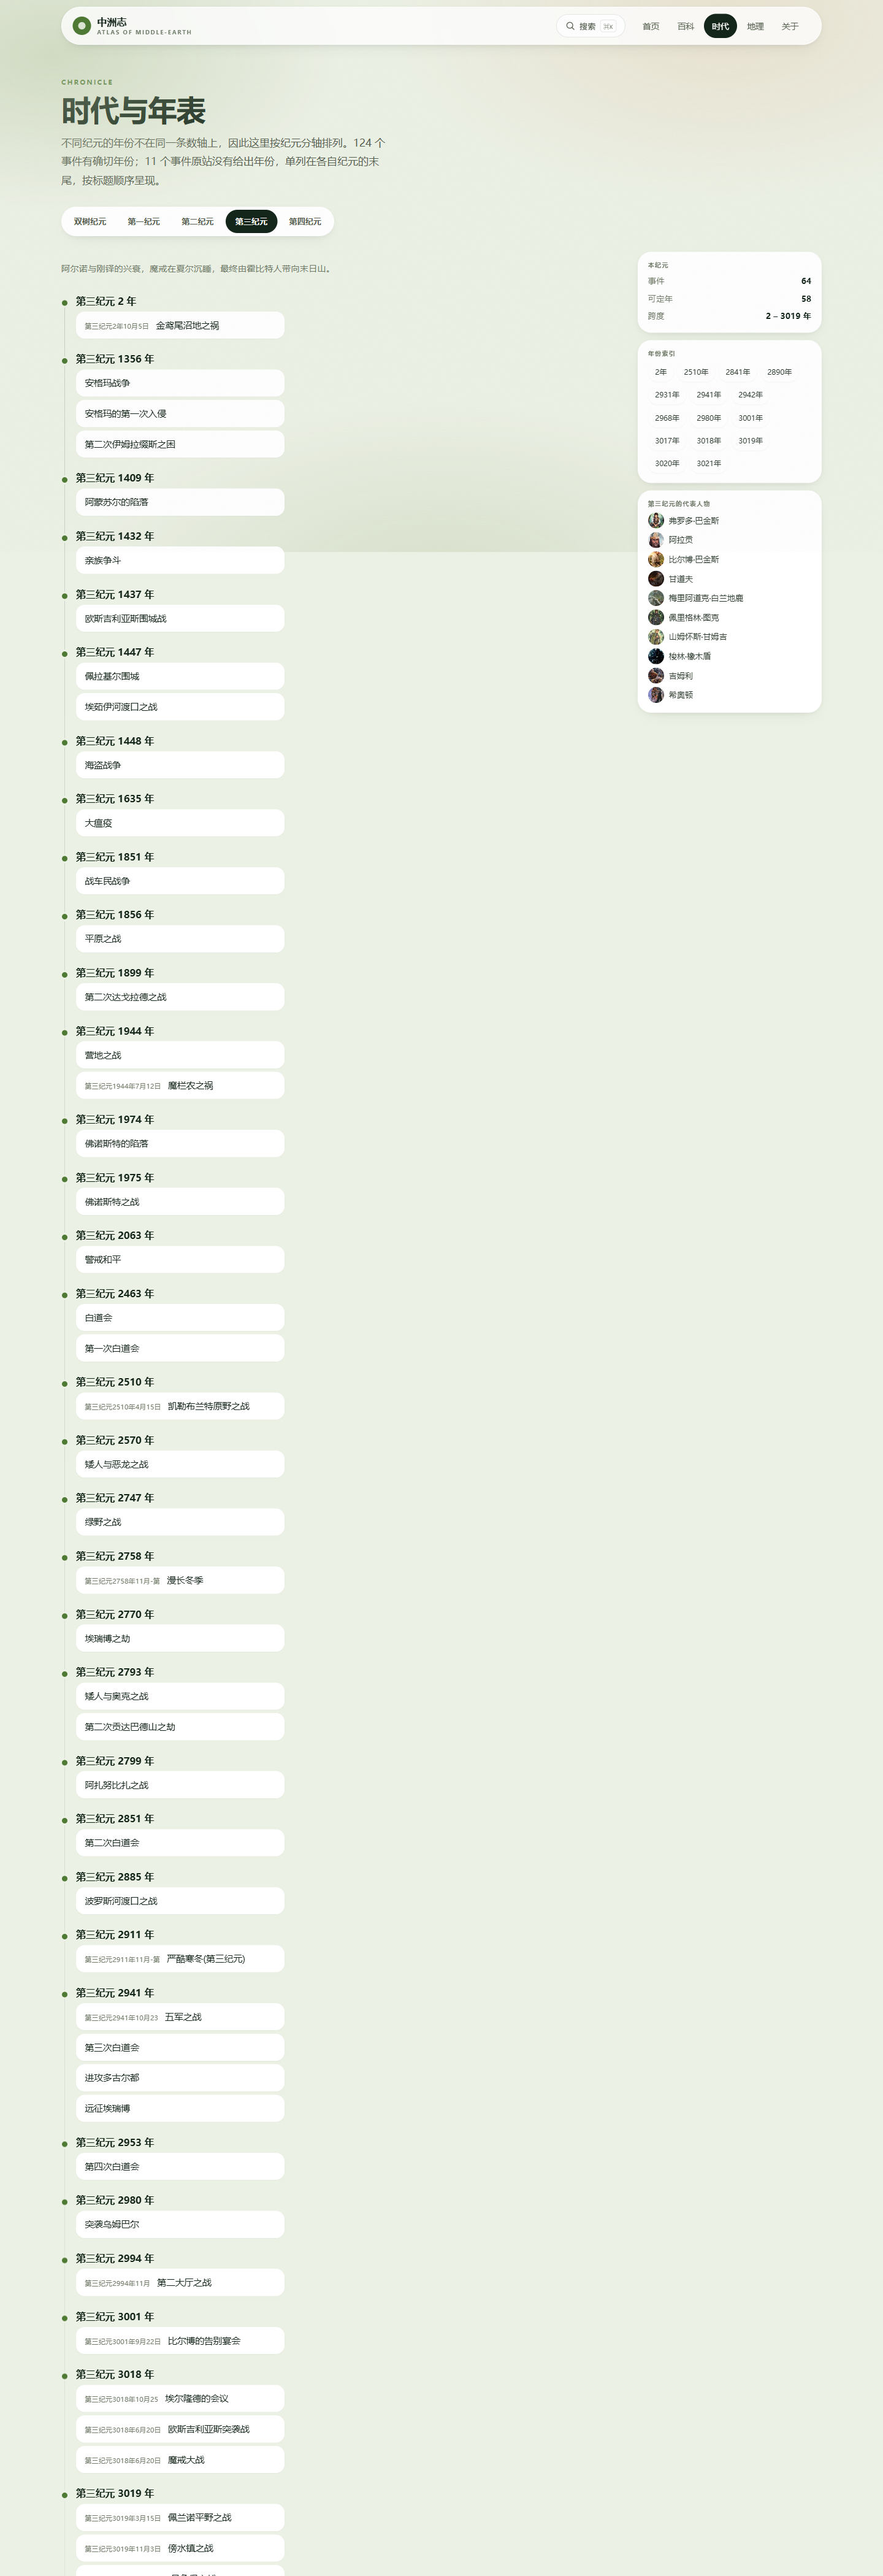 中洲志
ATLAS OF MIDDLE-EARTH
搜索 ⌘K
首页 百科 时代 地理 关于
CHRONICLE
时代与年表
不同纪元的年份不在同一条数轴上，因此这里按纪元分轴排列。124 个
事件有确切年份；11 个事件原站没有给出年份，单列在各自纪元的末
尾，按标题顺序呈现。
双树纪元 第一纪元 第二纪元 第三纪元 第四纪元
阿尔诺与刚铎的兴衰，魔戒在夏尔沉睡，最终由霍比特人带向末日山。
第三纪元 2 年
第三纪元2年10月5日 金鸢尾沼地之祸
第三纪元 1356 年
安格玛战争
安格玛的第一次入侵
第二次伊姆拉缀斯之困
第三纪元 1409 年
阿蒙苏尔的陷落
第三纪元 1432 年
亲族争斗
第三纪元 1437 年
欧斯吉利亚斯围城战
第三纪元 1447 年
佩拉基尔围城
埃茹伊河渡口之战
第三纪元 1448 年
海盗战争
第三纪元 1635 年
大瘟疫
第三纪元 1851 年
战车民战争
第三纪元 1856 年
平原之战
第三纪元 1899 年
第二次达戈拉德之战
第三纪元 1944 年
营地之战
第三纪元1944年7月12日 魔栏农之祸
第三纪元 1974 年
佛诺斯特的陷落
第三纪元 1975 年
佛诺斯特之战
第三纪元 2063 年
警戒和平
第三纪元 2463 年
白道会
第一次白道会
第三纪元 2510 年
第三纪元2510年4月15日 凯勒布兰特原野之战
第三纪元 2570 年
矮人与恶龙之战
第三纪元 2747 年
绿野之战
第三纪元 2758 年
第三纪元2758年11月-第 漫长冬季
第三纪元 2770 年
埃瑞博之劫
第三纪元 2793 年
矮人与奥克之战
第二次贡达巴德山之劫
第三纪元 2799 年
阿扎努比扎之战
第三纪元 2851 年
第二次白道会
第三纪元 2885 年
波罗斯河渡口之战
第三纪元 2911 年
第三纪元2911年11月-第 严酷寒冬(第三纪元)
第三纪元 2941 年
第三纪元2941年10月23 五军之战
第三次白道会
进攻多古尔都
远征埃瑞博
第三纪元 2953 年
第四次白道会
第三纪元 2980 年
突袭乌姆巴尔
第三纪元 2994 年
第三纪元2994年11月 第二大厅之战
第三纪元 3001 年
第三纪元3001年9月22日 比尔博的告别宴会
第三纪元 3018 年
第三纪元3018年10月25 埃尔隆德的会议
第三纪元3018年6月20日 欧斯吉利亚斯突袭战
第三纪元3018年6月20日 魔戒大战
第三纪元 3019 年
第三纪元3019年3月15日 佩兰诺平野之战
第三纪元3019年11月3日 傍水镇之战
本纪元
事件 64
可定年 58
跨度 2 – 3019 年
年份索引
2年 2510年 2841年 2890年
2931年 2941年 2942年
2968年 2980年 3001年
3017年 3018年 3019年
3020年 3021年
第三纪元的代表人物
弗罗多·巴金斯
阿拉贡
比尔博·巴金斯
甘道夫
梅里阿道克·白兰地鹿
佩里格林·图克
山姆怀斯·甘姆吉
梭林·橡木盾
吉姆利
希奥顿